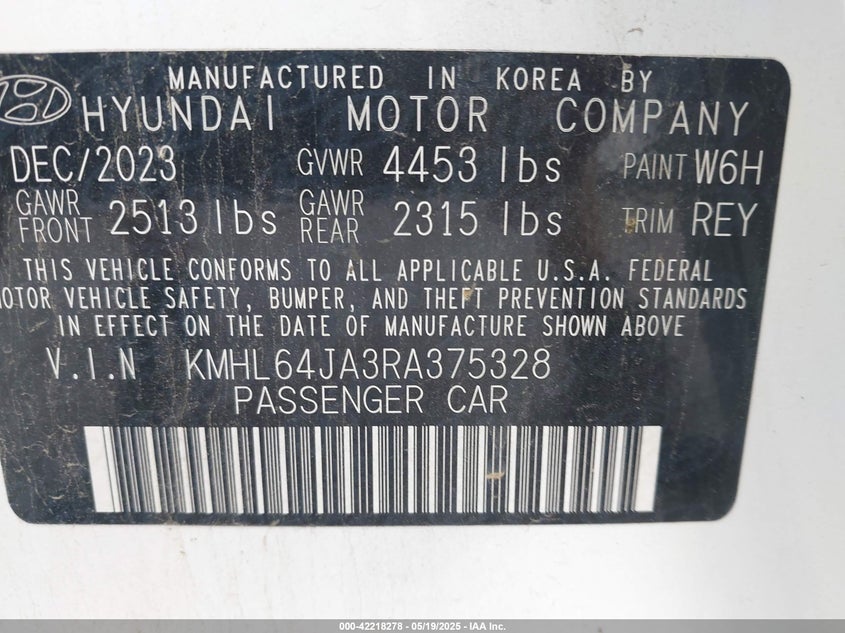 MANUFACTURED IN KOREA BY
HYUNDAI MOTOR COMPANY
DEC/2023 GVWR 4453 lbs PAINT W6H
GAWR FRONT 2513 lbs GAWR REAR 2315 lbs TRIM REY
THIS VEHICLE CONFORMS TO ALL APPLICABLE U.S.A. FEDERAL
MOTOR VEHICLE SAFETY, BUMPER, AND THEFT PREVENTION STANDARDS
IN EFFECT ON THE DATE OF MANUFACTURE SHOWN ABOVE
V.I.N KMHL64JA3RA375328
PASSENGER CAR
000-42218278 - 05/19/2025 - IAA Inc.